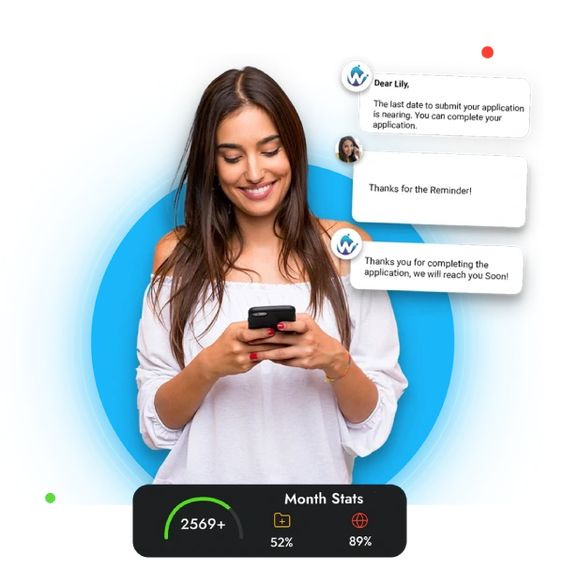 Dear Lily,
The last date to submit your application
is nearing. You can complete your
application.
Thanks for the Reminder!
Thanks you for completing the
application, we will reach you Soon!
Month Stats
2569+
52%
89%